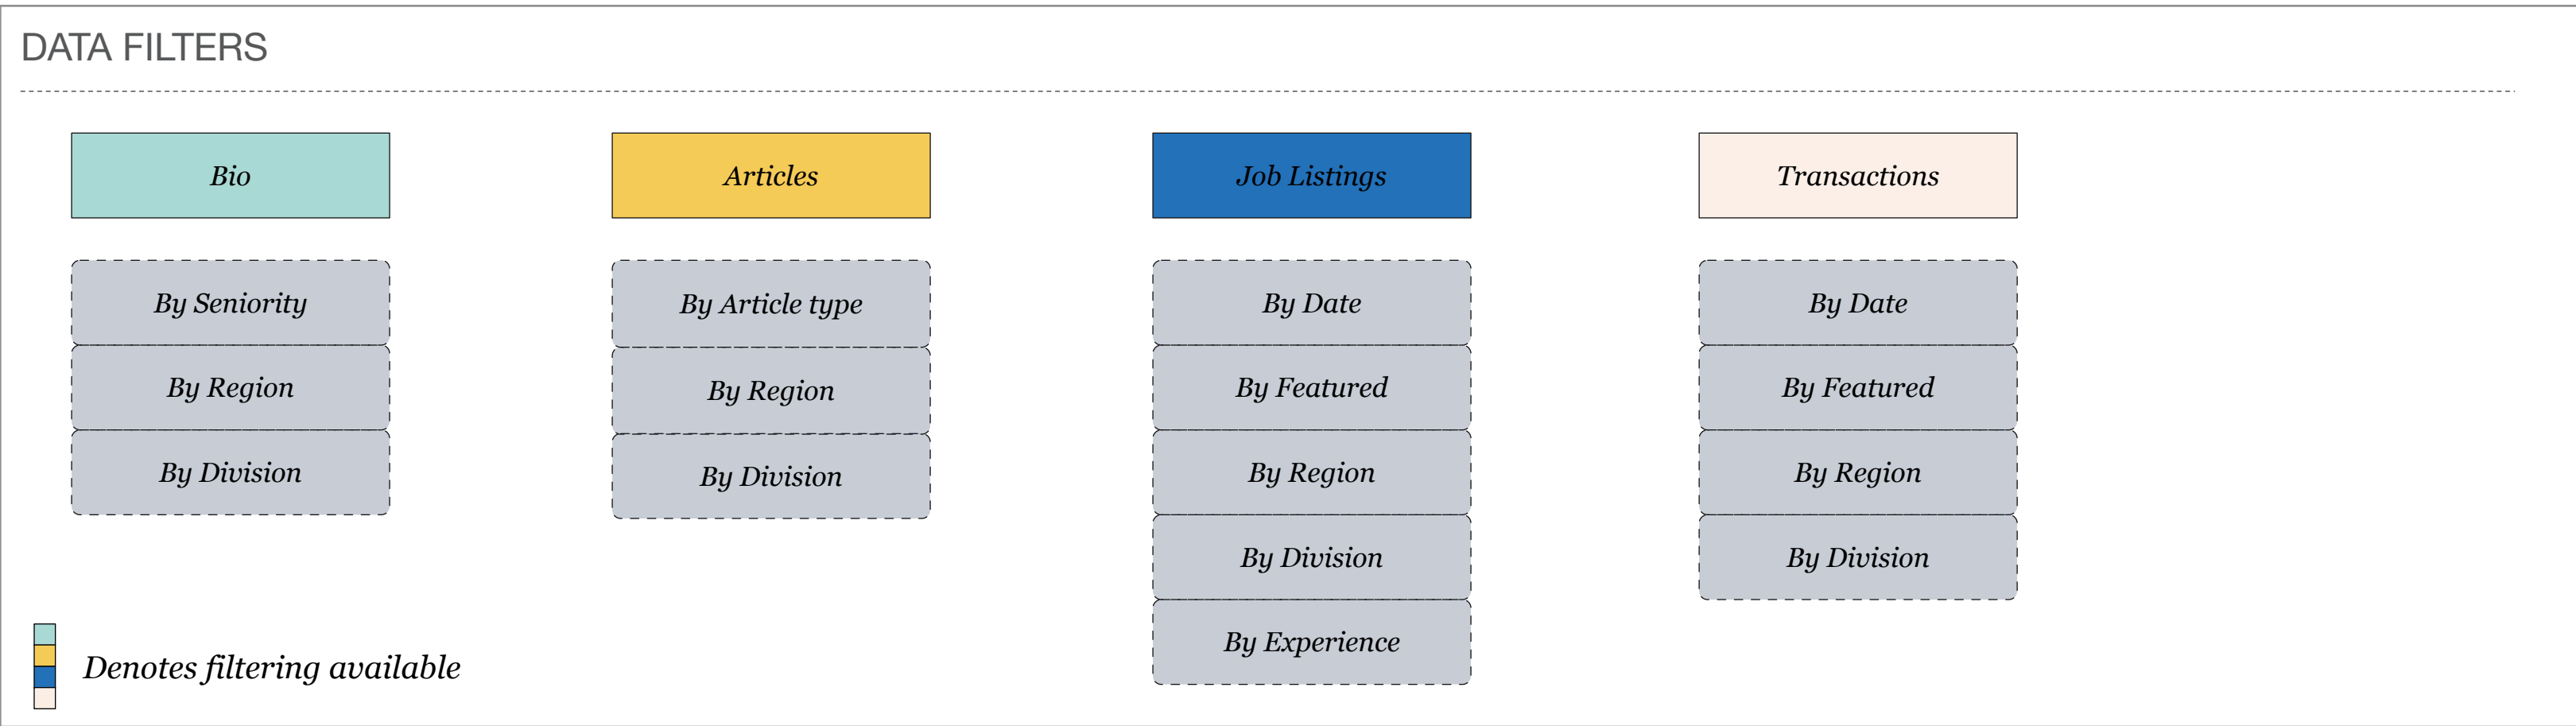 DATA FILTERS
Bio
Articles
Job Listings
Transactions
By Seniority
By Region
By Division
By Article type
By Region
By Division
By Date
By Featured
By Region
By Division
By Experience
By Date
By Featured
By Region
By Division
Denotes filtering available